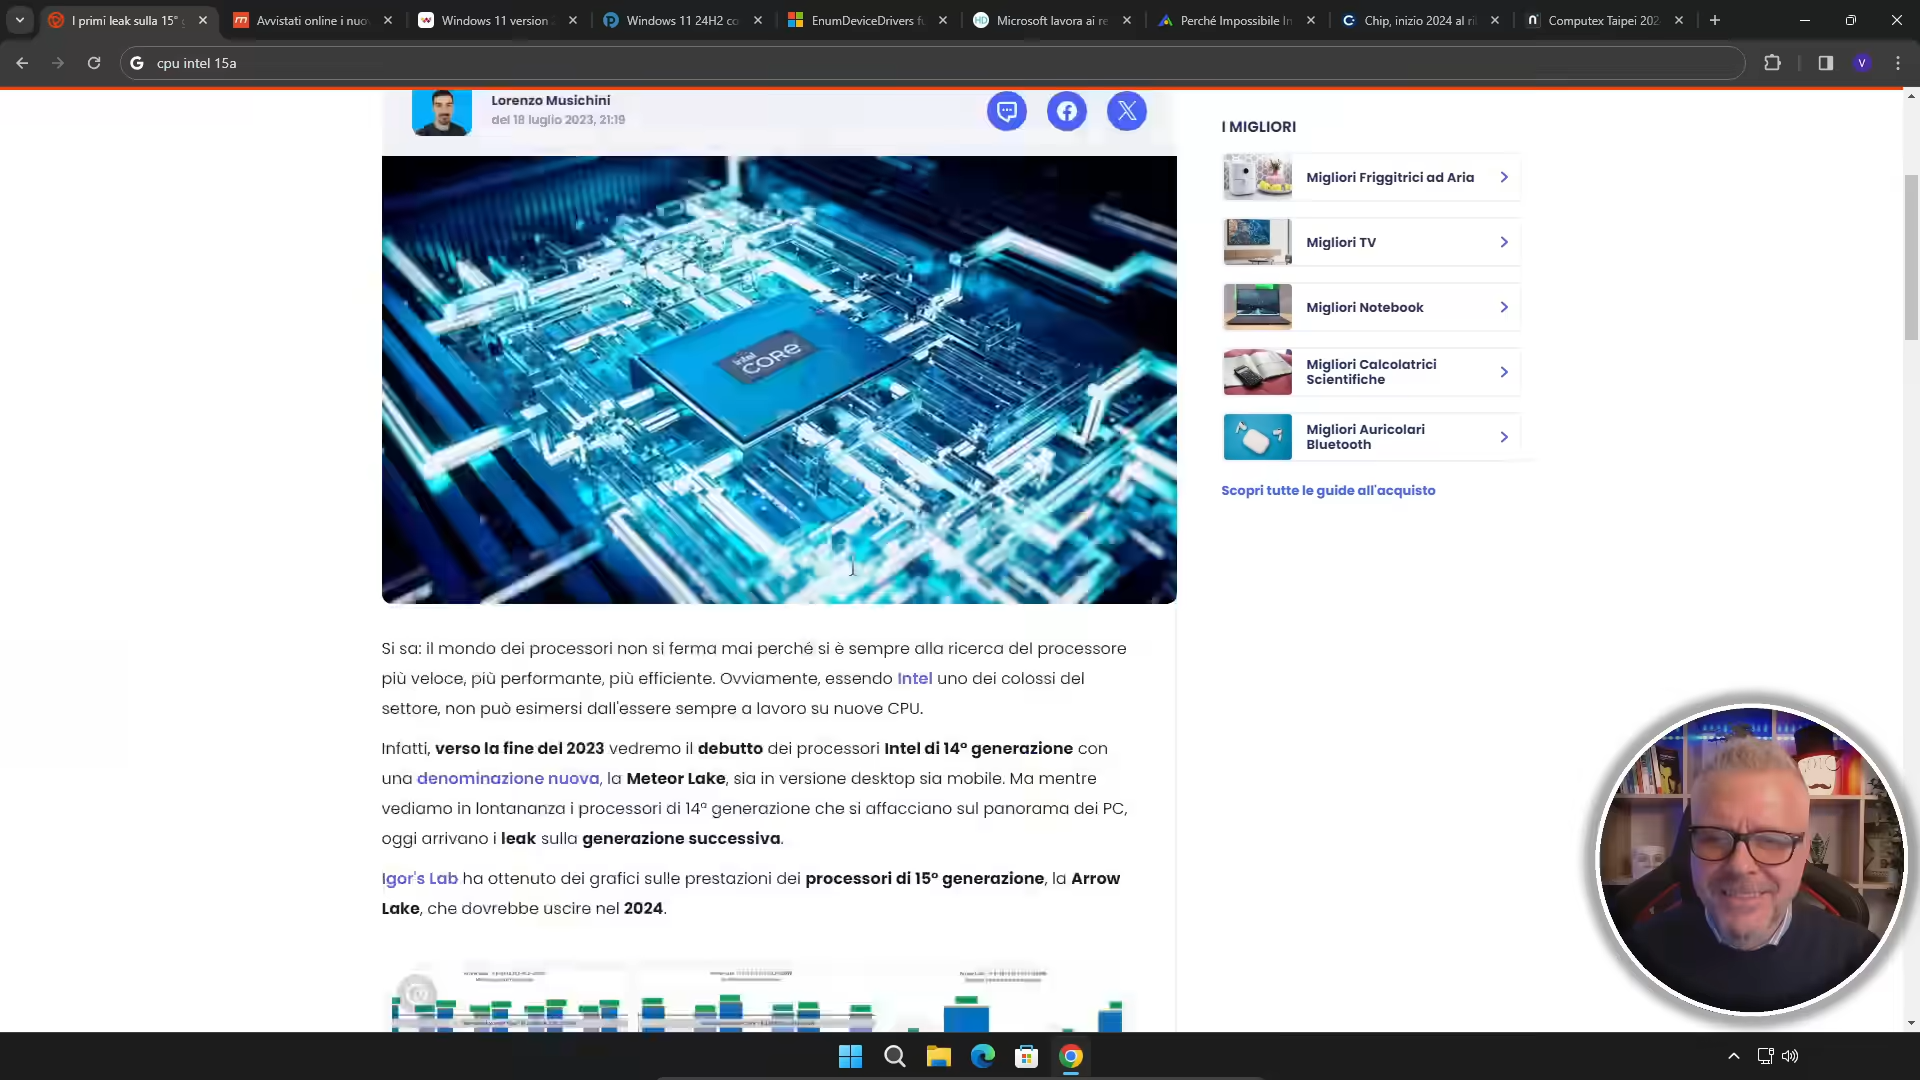 I primi leak sulla 15°
Avvistati online i nuo
Windows 11 version
Windows 11 24H2 co
EnumDeviceDrivers fu
Microsoft lavora ai re
Perché Impossibile In
Chip, inizio 2024 al ri
Computex Taipei 202
cpu intel 15a
V
Lorenzo Musichini
del 18 luglio 2023, 21:19
intel
CORE
Si sa: il mondo dei processori non si ferma mai perché si è sempre alla ricerca del processore
più veloce, più performante, più efficiente. Ovviamente, essendo Intel uno dei colossi del
settore, non può esimersi dall'essere sempre a lavoro su nuove CPU.
Infatti, verso la fine del 2023 vedremo il debutto dei processori Intel di 14° generazione con
una denominazione nuova, la Meteor Lake, sia in versione desktop sia mobile. Ma mentre
vediamo in lontananza i processori di 14° generazione che si affacciano sul panorama dei PC,
oggi arrivano i leak sulla generazione successiva.
Igor's Lab ha ottenuto dei grafici sulle prestazioni dei processori di 15° generazione, la Arrow
Lake, che dovrebbe uscire nel 2024.
I MIGLIORI
Migliori Friggitrici ad Aria
Migliori TV
Migliori Notebook
Migliori Calcolatrici
Scientifiche
Migliori Auricolari
Bluetooth
Scopri tutte le guide all'acquisto